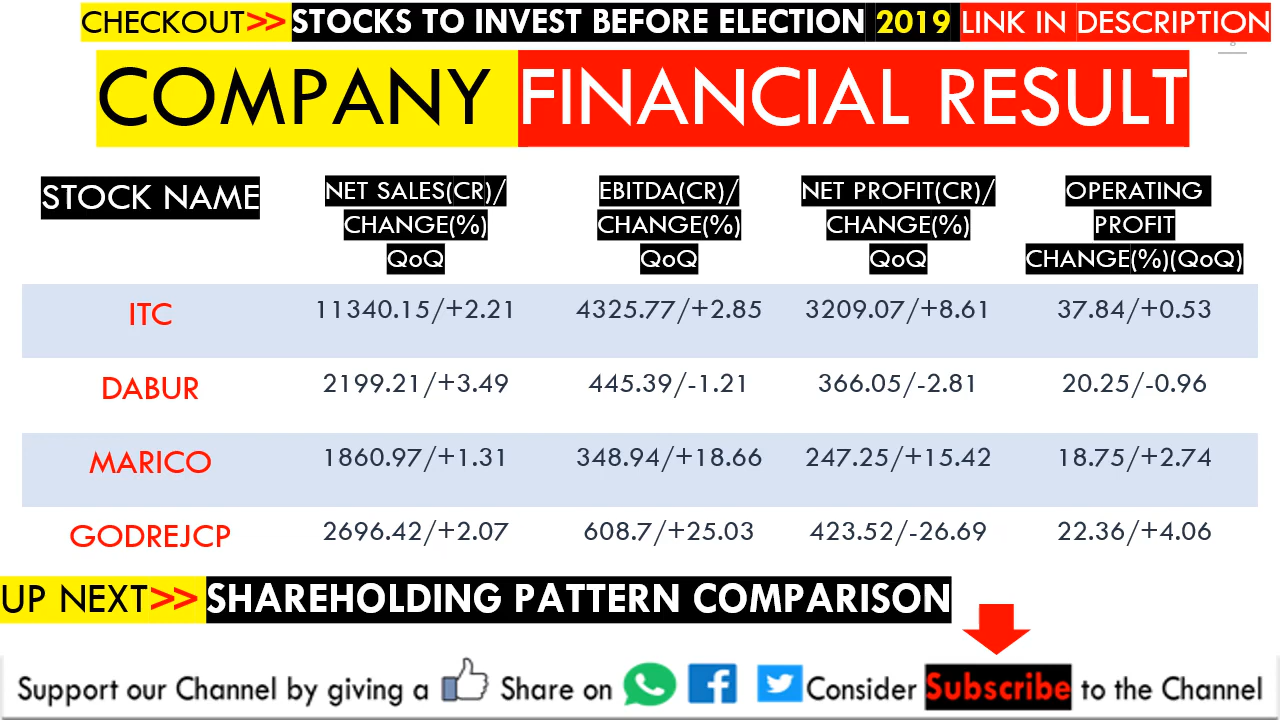 CHECKOUT>> STOCKS TO INVEST BEFORE ELECTION 2019 LINK IN DESCRIPTION
COMPANY FINANCIAL RESULT
STOCK NAME
NET SALES(CR)/
CHANGE(%)
QoQ
EBITDA(CR)/
CHANGE(%)
QoQ
NET PROFIT(CR)/
CHANGE(%)
QoQ
OPERATING
PROFIT
CHANGE(%)(QoQ)
ITC 11340.15/+2.21 4325.77/+2.85 3209.07/+8.61 37.84/+0.53
DABUR 2199.21/+3.49 445.39/-1.21 366.05/-2.81 20.25/-0.96
MARICO 1860.97/+1.31 348.94/+18.66 247.25/+15.42 18.75/+2.74
GODREJCP 2696.42/+2.07 608.7/+25.03 423.52/-26.69 22.36/+4.06
UP NEXT>> SHAREHOLDING PATTERN COMPARISON
Support our Channel by giving a Share on Consider Subscribe to the Channel